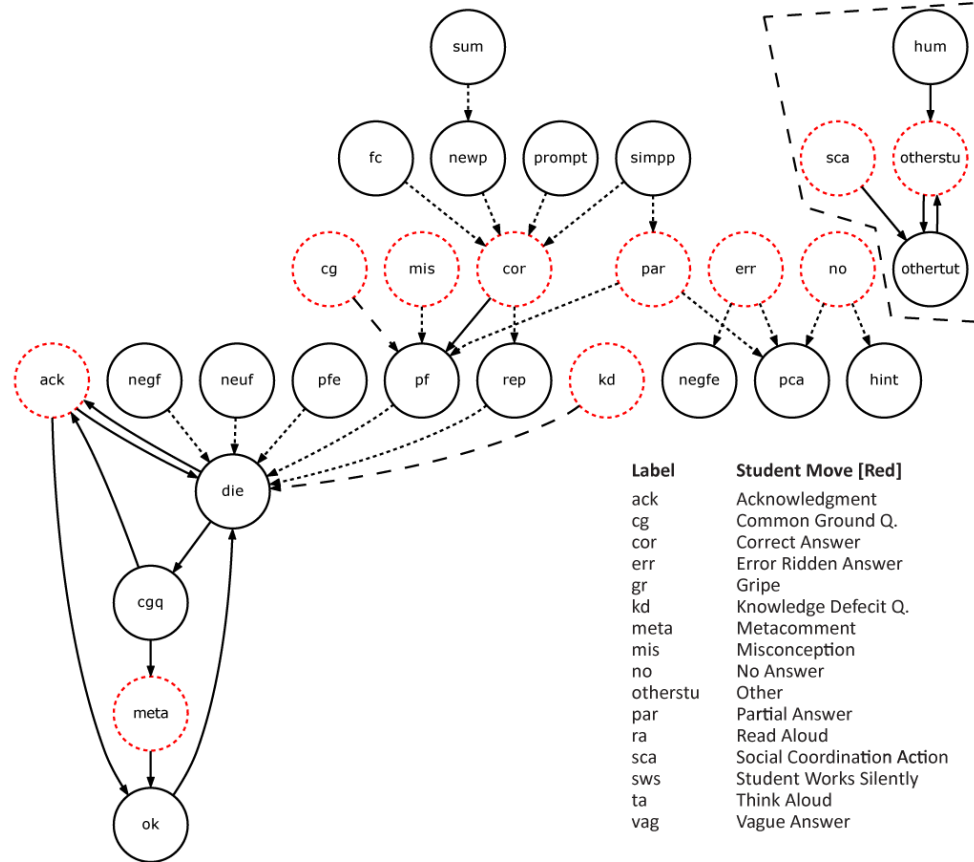 sum
hum
fc
newp
prompt
simpp
sca
otherstu
cg
mis
cor
par
err
no
othertut
ack
negf
neuf
pfe
pf
rep
kd
negfe
pca
hint
die
cgq
meta
ok
Label Student Move [Red]
ack Acknowledgment
cg Common Ground Q.
cor Correct Answer
err Error Ridden Answer
gr Gripe
kd Knowledge Defecit Q.
meta Metacomment
mis Misconception
no No Answer
otherstu Other
par Partial Answer
ra Read Aloud
sca Social Coordination Action
sws Student Works Silently
ta Think Aloud
vag Vague Answer